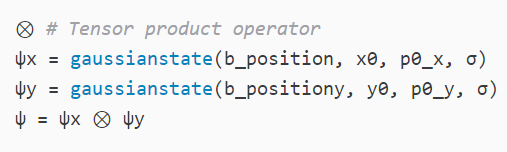 ⊗ # Tensor product operator
ψx = gaussianstate(b_position, x0, p0_x, σ)
ψy = gaussianstate(b_positiony, y0, p0_y, σ)
ψ = ψx ⊗ ψy